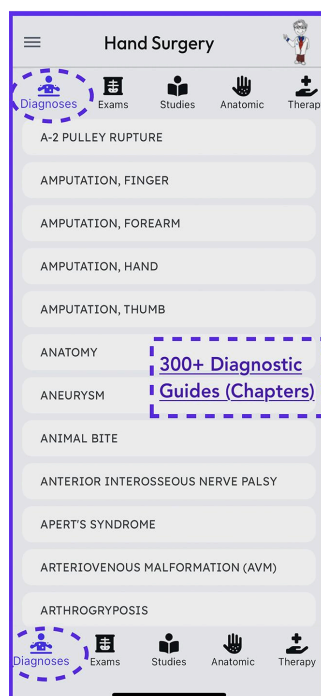 Hand Surgery
Diagnoses Exams Studies Anatomic Therap
A-2 PULLEY RUPTURE
AMPUTATION, FINGER
AMPUTATION, FOREARM
AMPUTATION, HAND
AMPUTATION, THUMB
ANATOMY
300+ Diagnostic
Guides (Chapters)
ANEURYSM
ANIMAL BITE
ANTERIOR INTEROSSEOUS NERVE PALSY
APERT'S SYNDROME
ARTERIOVENOUS MALFORMATION (AVM)
ARTHROGRYPOSIS
Diagnoses Exams Studies Anatomic Therapy